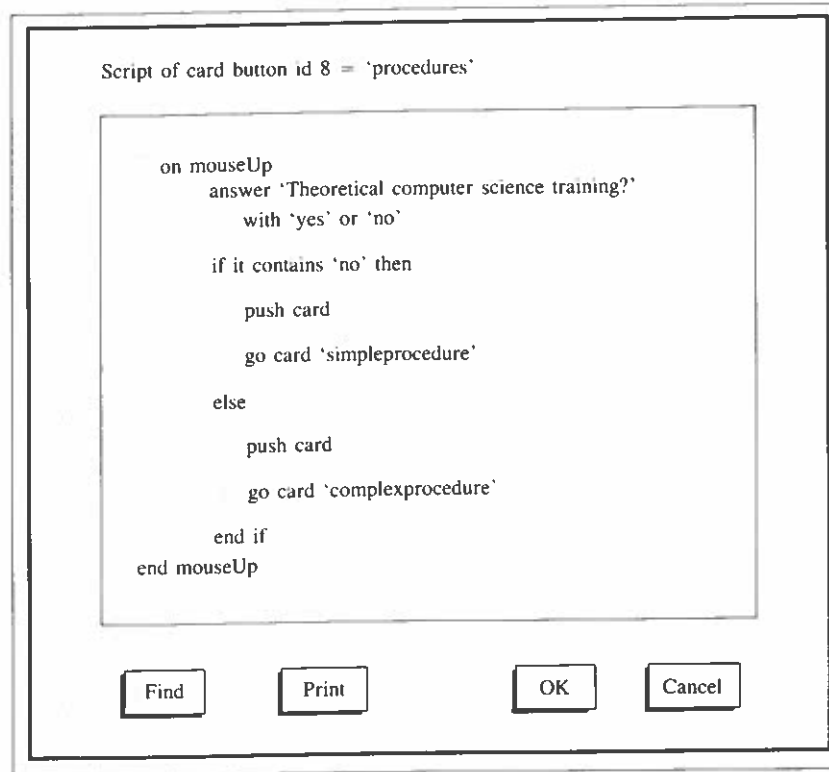 Script of card button id 8 = ‘procedures’
on mouseUp
answer ‘Theoretical computer science training?’
with ‘yes’ or ‘no’
if it contains ‘no’ then
push card
go card ‘simpleprocedure’
else
push card
go card ‘complexprocedure’
end if
end mouseUp
Find Print OK Cancel